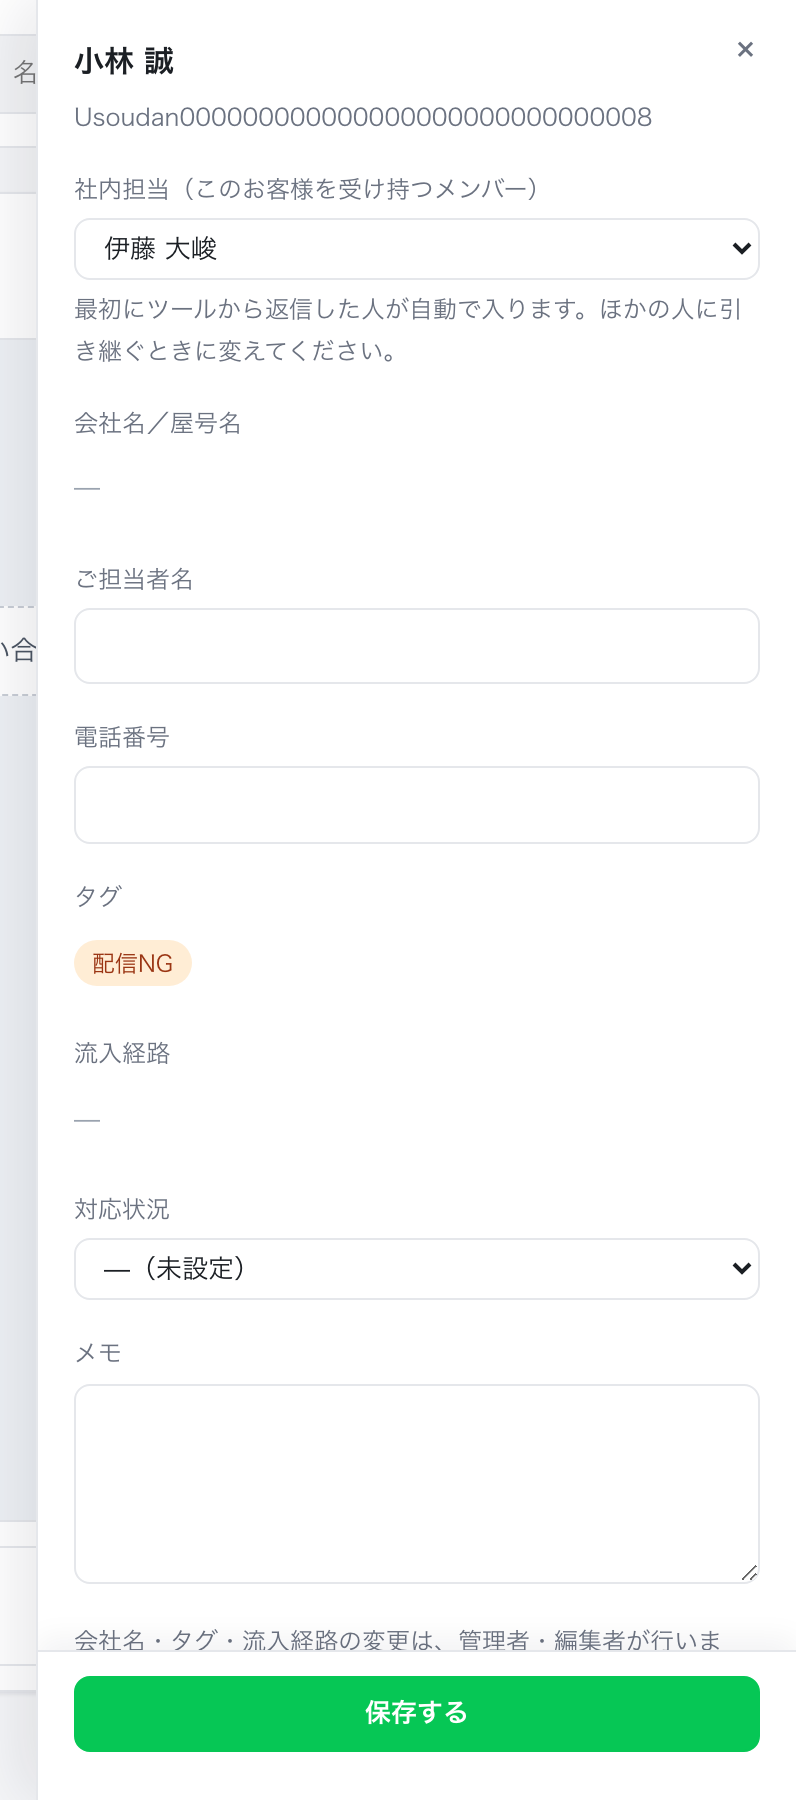 小林 誠
×
Usoudan00000000000000000000000000008
社内担当（このお客様を受け持つメンバー）
伊藤 大峻
最初にツールから返信した人が自動で入ります。ほかの人に引
き継ぐときに変えてください。
会社名／屋号名
—
ご担当者名
電話番号
タグ
配信NG
流入経路
—
対応状況
—（未設定）
メモ
会社名・タグ・流入経路の変更は、管理者・編集者が行いま
保存する
名
い合